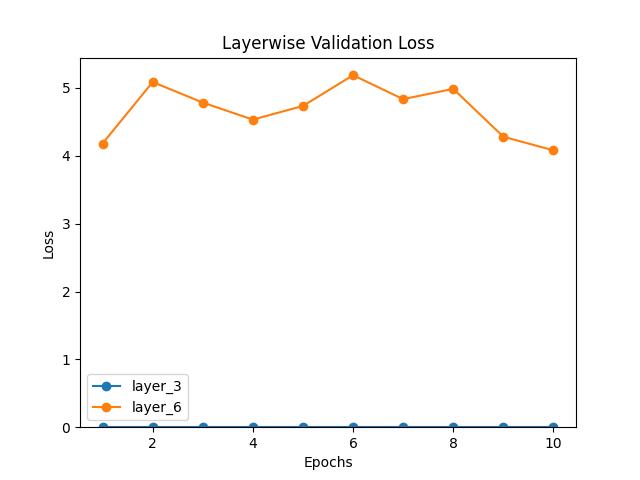 Layerwise Validation Loss
5
4
3
2
1
0
Loss
layer_3
layer_6
2 4 6 8 10
Epochs